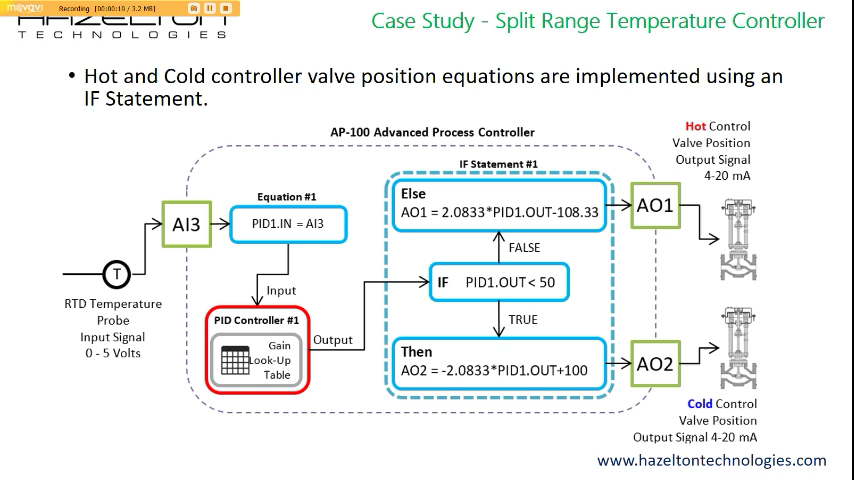 movavi
Recording [00:00:10 / 3.2 MB]
HAZELTON
TECHNOLOGIES
Case Study - Split Range Temperature Controller
• Hot and Cold controller valve position equations are implemented using an
IF Statement.
AP-100 Advanced Process Controller
Hot Control
Valve Position
Output Signal
4-20 mA
IF Statement #1
Else
AO1 = 2.0833*PID1.OUT-108.33
AO1
Equation #1
PID1.IN = AI3
AI3
FALSE
T
RTD Temperature
Probe
Input Signal
0 - 5 Volts
Input
IF PID1.OUT < 50
TRUE
PID Controller #1
Gain
Look-Up
Table
Output
Then
AO2 = -2.0833*PID1.OUT+100
AO2
Cold Control
Valve Position
Output Signal 4-20 mA
www.hazeltontechnologies.com